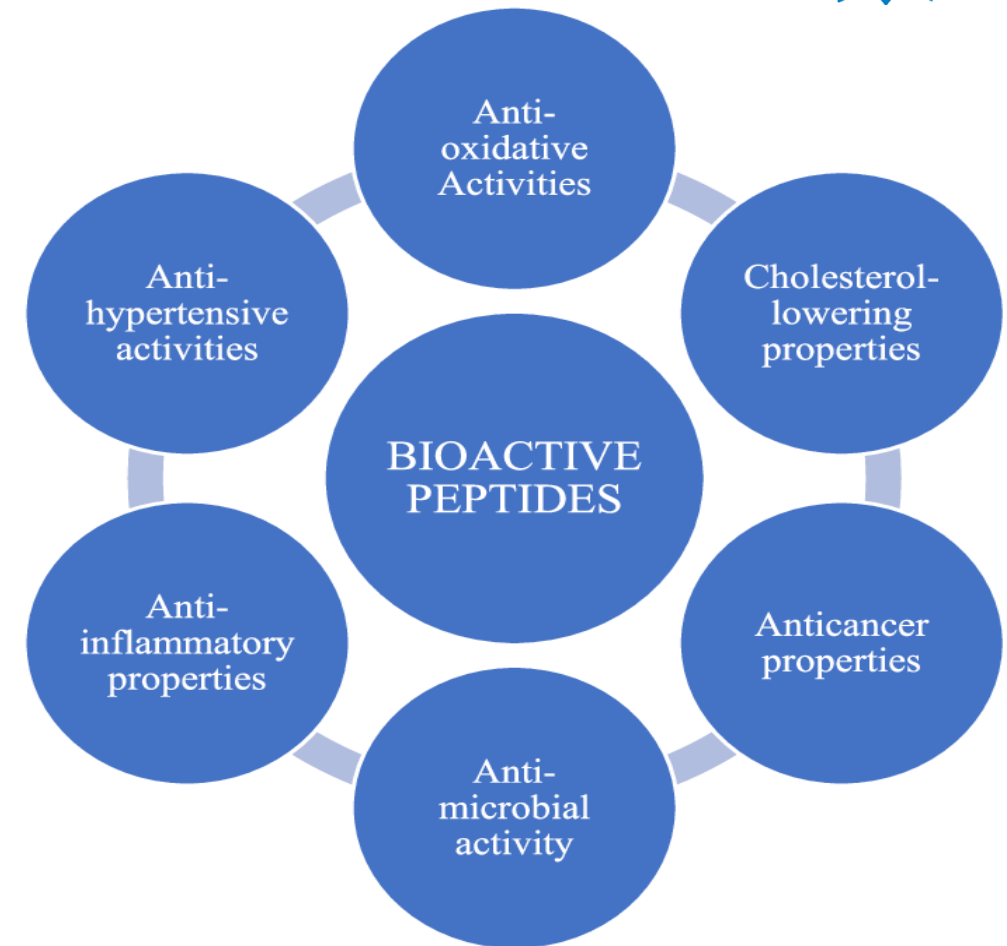 Anti-
oxidative
Activities
Cholesterol-
lowering
properties
Anticancer
properties
Anti-
microbial
activity
Anti-
inflammatory
properties
Anti-
hypertensive
activities
BIOACTIVE
PEPTIDES